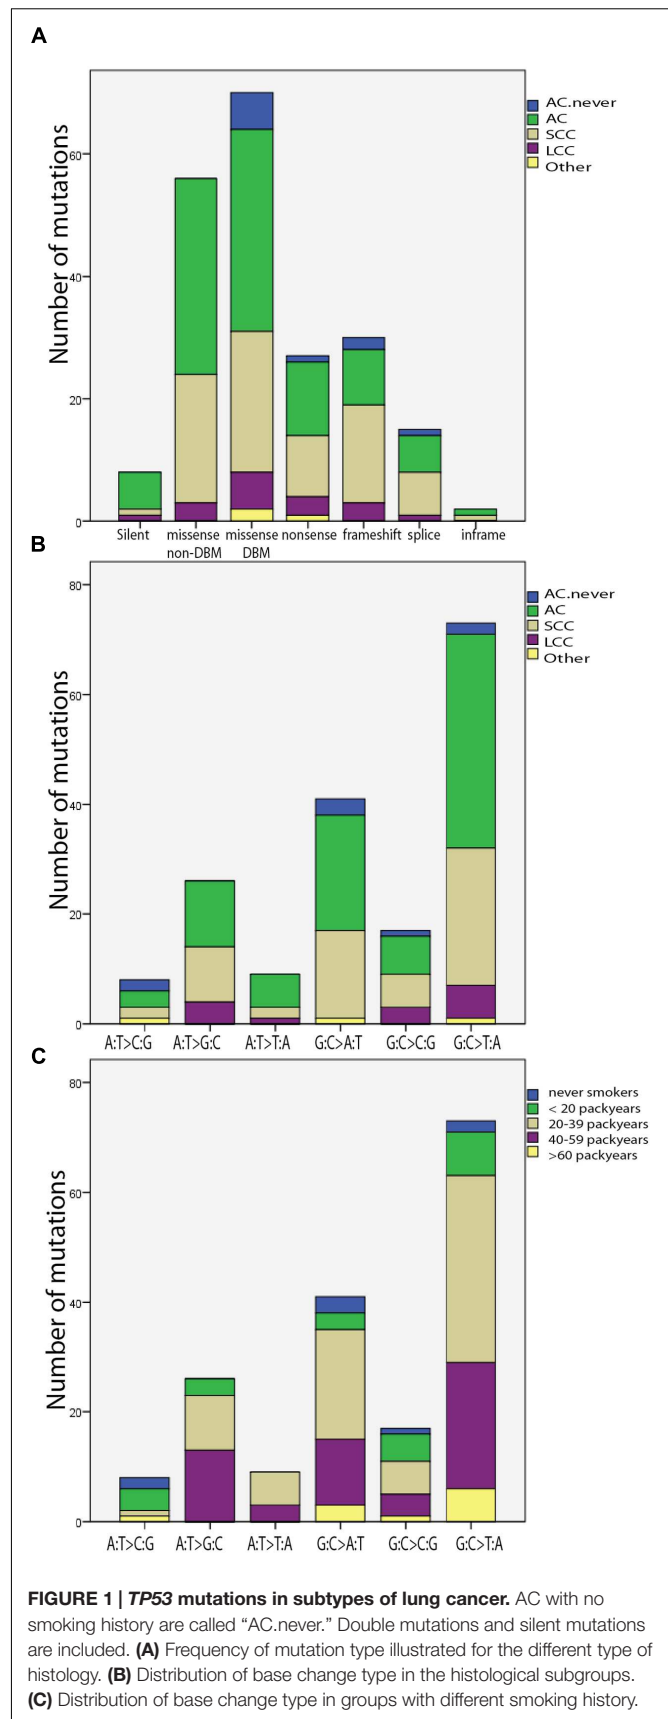 A
Number of mutations
60
40
20
0
Silent missense missense nonsense frameshift splice inframe
non-DBM DBM
AC.never
AC
SCC
LCC
Other
B
Number of mutations
80
60
40
20
0
A:T>C:G A:T>G:C A:T>T:A G:C>A:T G:C>C:G G:C>T:A
AC.never
AC
SCC
LCC
Other
C
Number of mutations
80
60
40
20
0
A:T>C:G A:T>G:C A:T>T:A G:C>A:T G:C>C:G G:C>T:A
never smokers
< 20 packyears
20-39 packyears
40-59 packyears
>60 packyears
FIGURE 1 | TP53 mutations in subtypes of lung cancer. AC with no
smoking history are called “AC.never.” Double mutations and silent mutations
are included. (A) Frequency of mutation type illustrated for the different type of
histology. (B) Distribution of base change type in the histological subgroups.
(C) Distribution of base change type in groups with different smoking history.